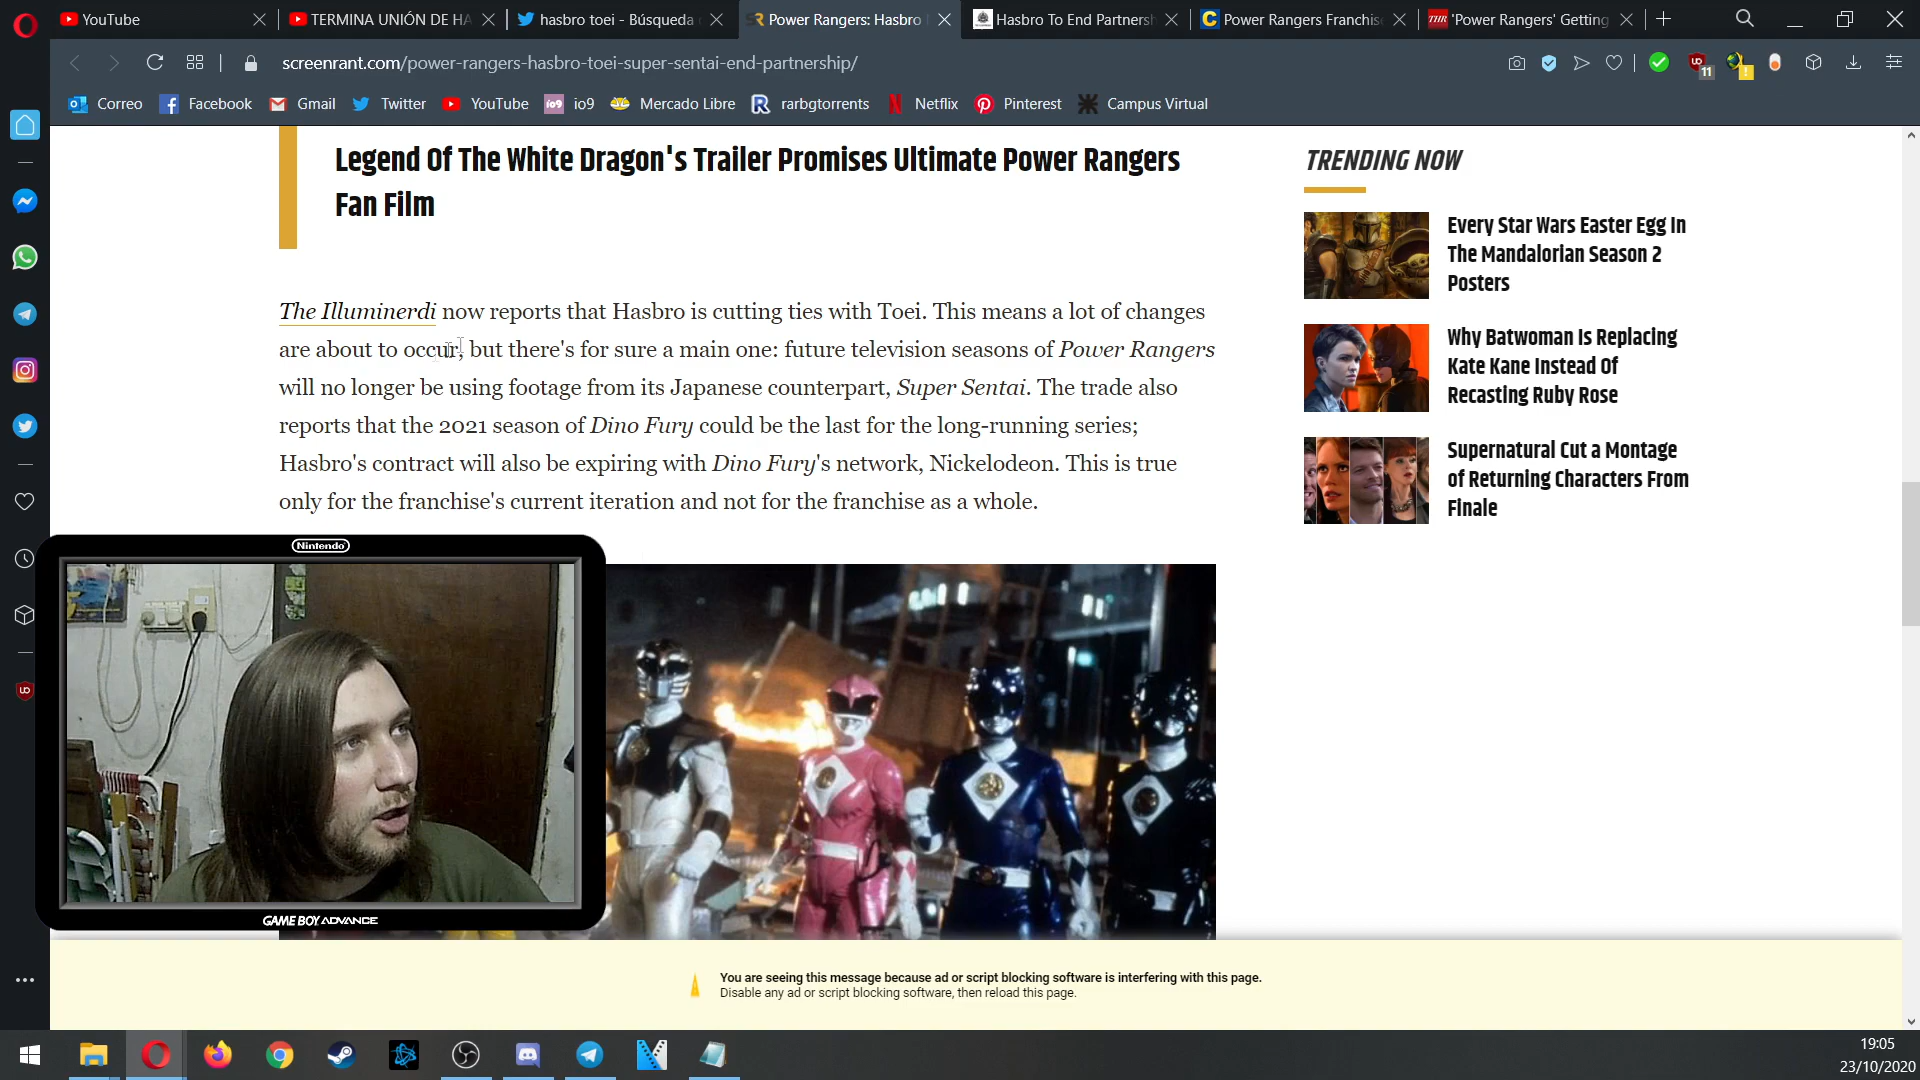 YouTube
TERMINA UNIÓN DE HA
hasbro toei - Búsqueda
SR Power Rangers: Hasbro
Hasbro To End Partnersh
C Power Rangers Franchis
THR 'Power Rangers' Getting
screenrant.com/power-rangers-hasbro-toei-super-sentai-end-partnership/
11
Correo
Facebook
Gmail
Twitter
YouTube
io9 io9
Mercado Libre
R rarbgtorrents
Netflix
Pinterest
Campus Virtual
Legend Of The White Dragon's Trailer Promises Ultimate Power Rangers
Fan Film
The Illuminerdi now reports that Hasbro is cutting ties with Toei. This means a lot of changes
are about to occur, but there's for sure a main one: future television seasons of Power Rangers
will no longer be using footage from its Japanese counterpart, Super Sentai. The trade also
reports that the 2021 season of Dino Fury could be the last for the long-running series;
Hasbro's contract will also be expiring with Dino Fury's network, Nickelodeon. This is true
only for the franchise's current iteration and not for the franchise as a whole.
TRENDING NOW
Every Star Wars Easter Egg In
The Mandalorian Season 2
Posters
Why Batwoman Is Replacing
Kate Kane Instead Of
Recasting Ruby Rose
Supernatural Cut a Montage
of Returning Characters From
Finale
Nintendo
GAME BOY ADVANCE
You are seeing this message because ad or script blocking software is interfering with this page.
Disable any ad or script blocking software, then reload this page.
19:05
23/10/2020